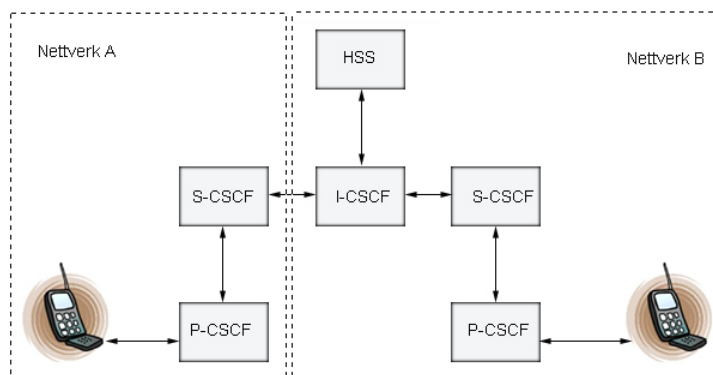 Nettverk A
HSS
Nettverk B
S-CSCF
I-CSCF
S-CSCF
P-CSCF
P-CSCF